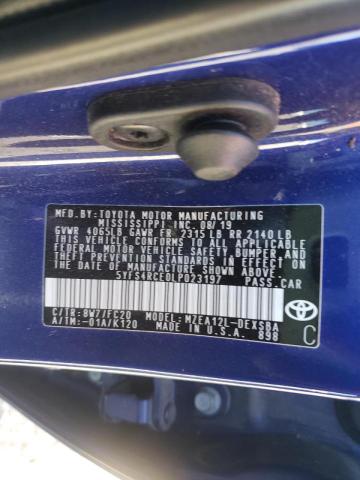 MFD. BY: TOYOTA MOTOR MANUFACTURING
MISSISSIPPI, INC. 08/19
GVWR 4065LB GAWR FR 2315LB RR 2140LB
THIS VEHICLE CONFORMS TO ALL APPLICABLE
FEDERAL MOTOR VEHICLE SAFETY, BUMPER, AND
THEFT PREVENTION STANDARDS IN EFFECT ON
THE DATE OF MANUFACTURE SHOWN ABOVE.
5YFS4RCE0LP023197 PASS.CAR
C/TR: 8W7/FC20 MODEL: MZEA12L-DEXSBA
A/TM:-01A/K120 MADE IN U.S.A. 898
C
TOYOTA